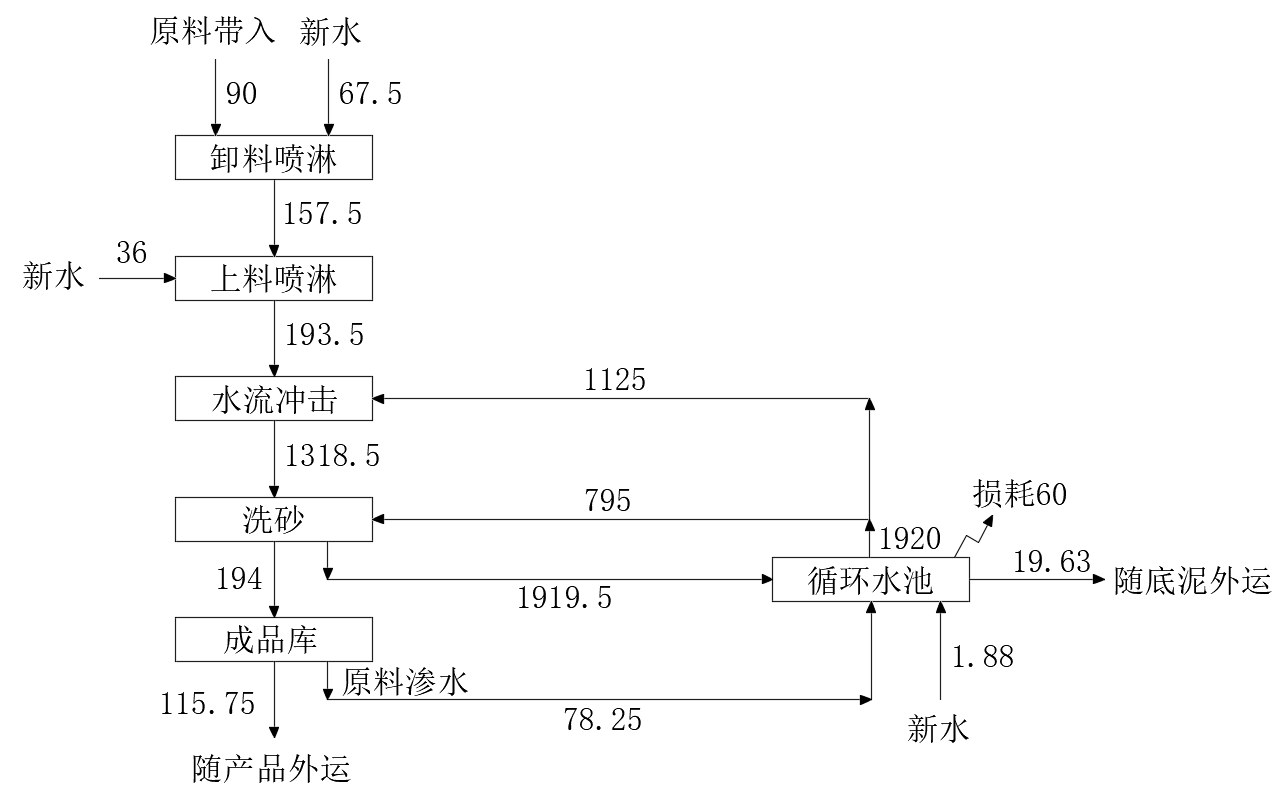 原料带入 新水
90
67.5
卸料喷淋
157.5
新水
36
上料喷淋
193.5
水流冲击
1125
1318.5
洗砂
795
损耗60
1920
194
1919.5
循环水池
19.63
随底泥外运
成品库
原料渗水
1.88
115.75
78.25
新水
随产品外运